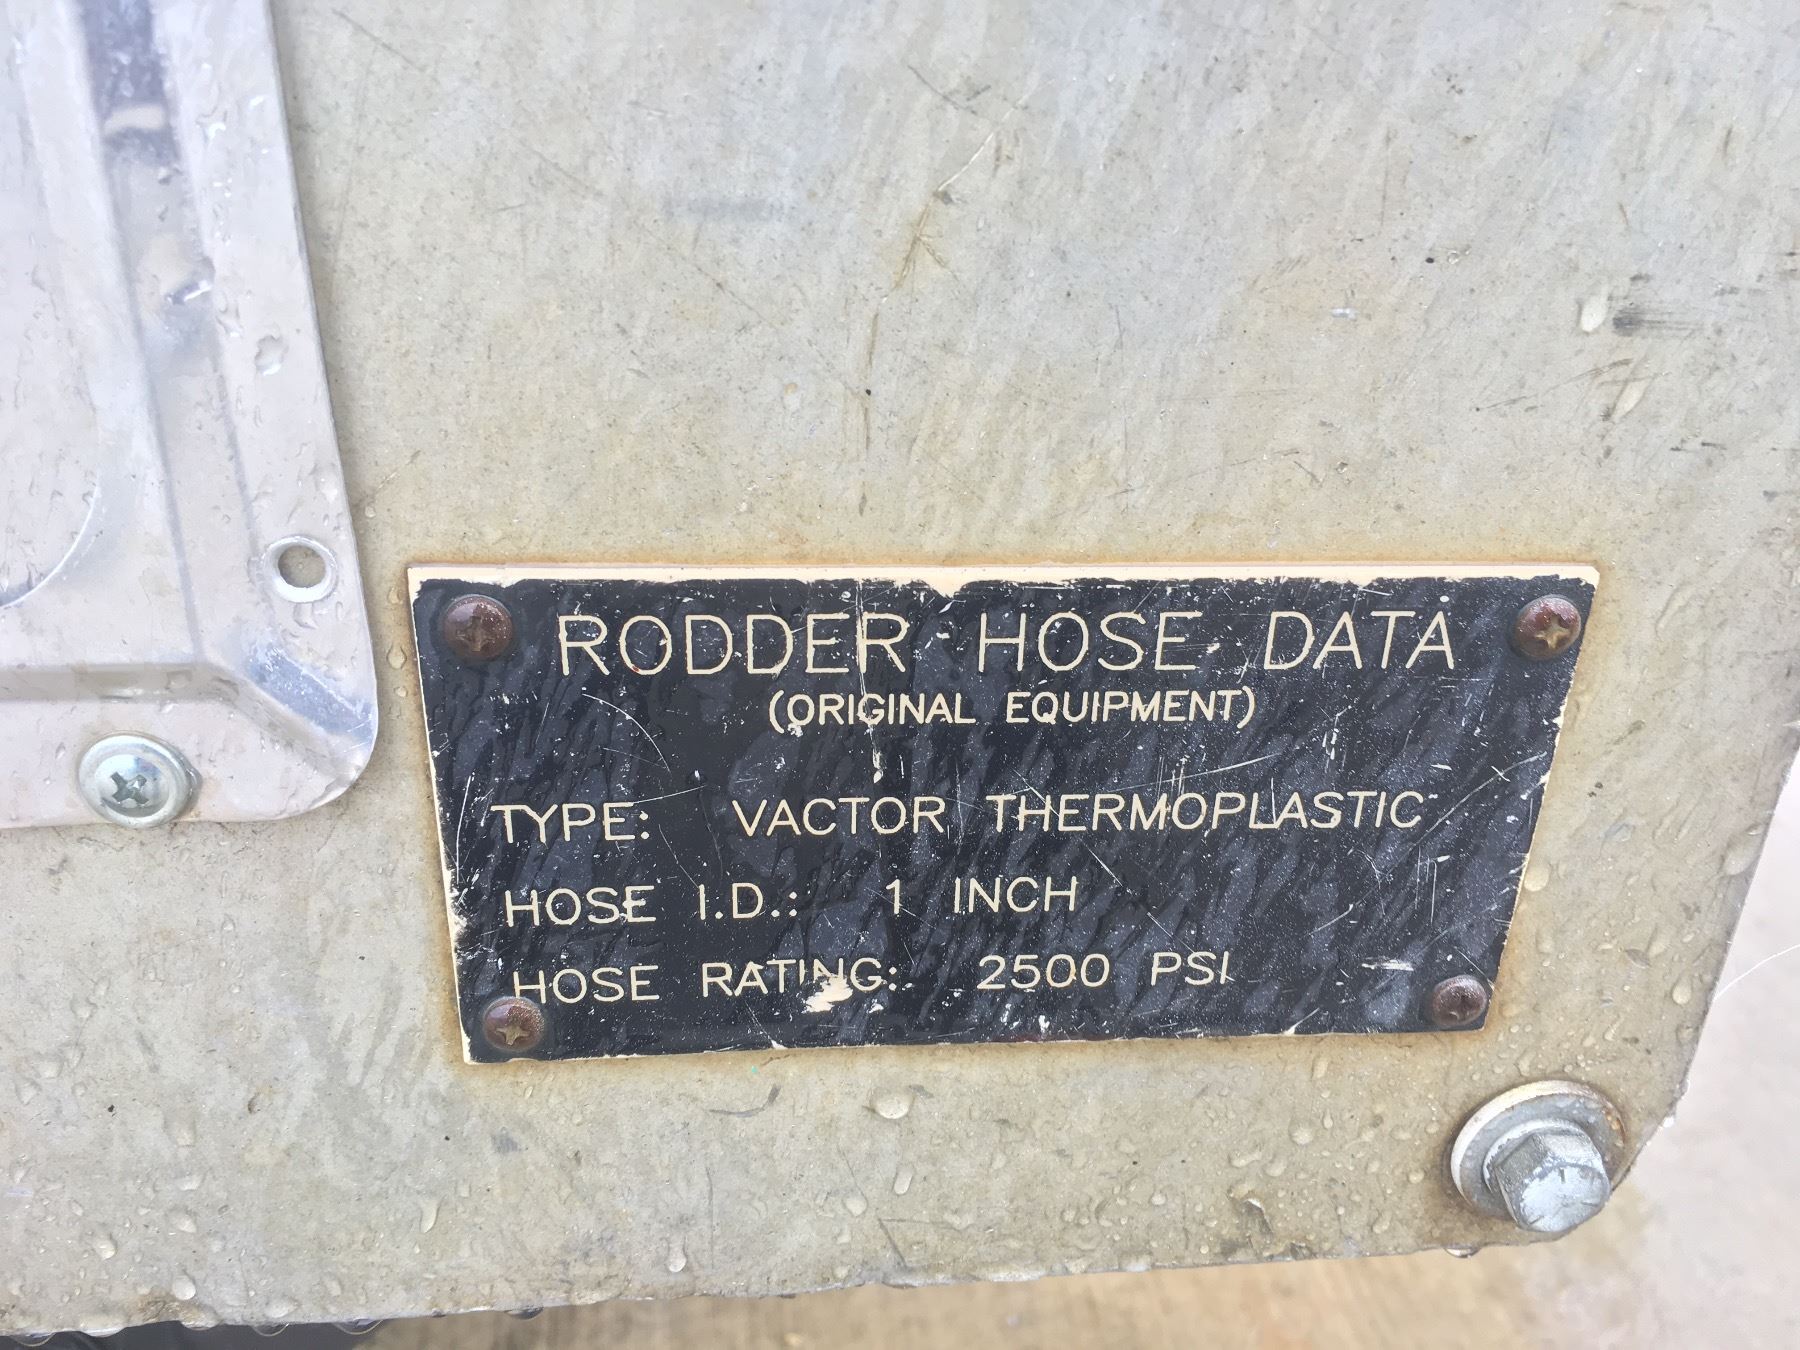 RODDER HOSE DATA
(ORIGINAL EQUIPMENT)
TYPE: VACTOR THERMOPLASTIC
HOSE I.D.: 1 INCH
HOSE RATING: 2500 PSI